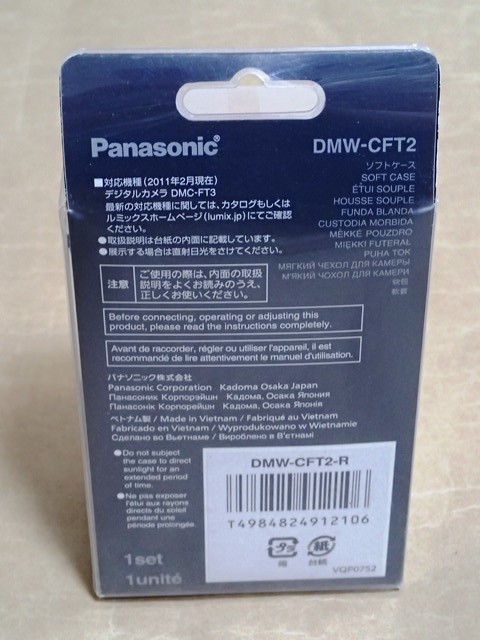 Panasonic
DMW-CFT2
ソフトケース
SOFT CASE
ÉTUI SOUPLE
HOUSSE SOUPLE
FUNDA BLANDA
CUSTODIA MORBIDA
MĚKKÉ POUZDRO
MIĘKKI FUTERAŁ
PUHA TOK
МЯГКИЙ ЧЕХОЛ ДЛЯ КАМЕРЫ
М'ЯКИЙ ЧОХОЛ ДЛЯ КАМЕРИ
软包
軟套
■対応機種(2011年2月現在)
デジタルカメラ DMC-FT3
最新の対応機種に関しては、カタログもしくは
ルミックスホームページ(lumix.jp)にてご確認
ください。
●取扱説明は台紙の内面に記載しています。
●展示する場合は直射日光をさけてください。
注意
ご使用の際は、内面の取扱
説明をよくお読みのうえ、
正しくお使いください。
Before connecting, operating or adjusting this
product, please read the instructions completely.
Avant de raccorder, régler ou utiliser l'appareil, il est
recommandé de lire attentivement le manuel d'utilisation.
パナソニック株式会社
Panasonic Corporation Kadoma Osaka Japan
Панасоник Корпорэйшн Кадома, Осака Япония
Панасонік Корпорейшн Кадома, Осака Японія
ベトナム製 / Made in Vietnam / Fabriqué au Vietnam
Fabricado en Vietnam / Wyprodukowano w Wietnamie
Сделано во Вьетнаме / Вироблено в В'єтнамі
●Do not subject
the case to direct
sunlight for an
extended period
of time.
●Ne pas exposer
l'étui aux rayons
directs du soleil
pendant une
période prolongée.
1set
1unité
DMW-CFT2-R
T4984824912106
プラ
紙
台紙
VQP0752